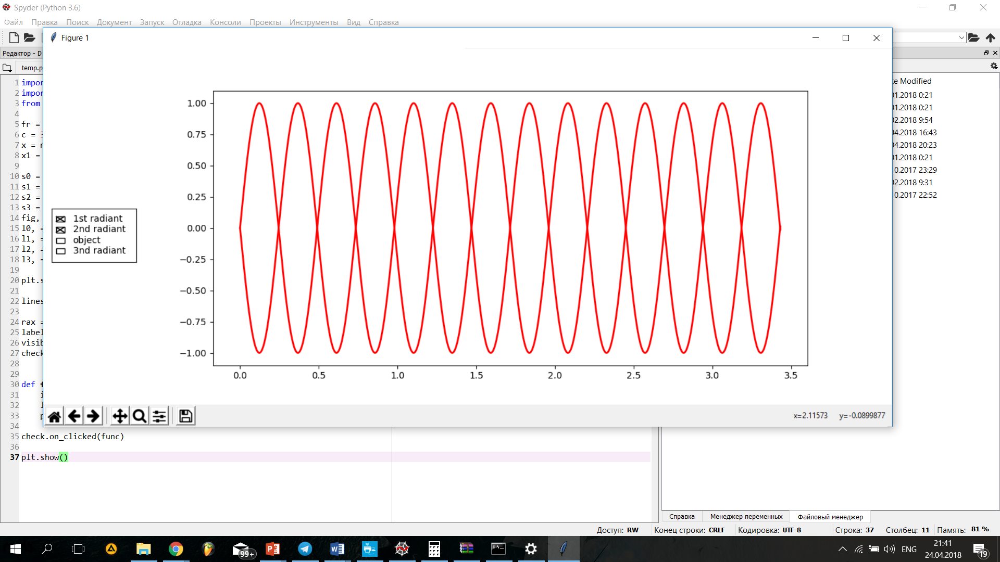 Spyder (Python 3.6)
Файл Правка Поиск Документ Запуск Отладка Консоли Проекты Инструменты Вид Справка
Figure 1
Редактор - D
temp.p
1 impor
2 impor
3 from
4
5 fr =
6 c = 3
7 x = n
8 x1 =
9
10 s0 =
11 s1 =
12 s2 =
13 s3 =
14 fig,
15 l0, =
16 l1, =
17 l2, =
18 l3, =
19
20 plt.s
21
22 lines
23
24 rax =
25 label
26 visib
27 check
28
29
30 def
31 i
32 l
33 p
34
35 check.on_clicked(func)
36
37 plt.show()
1st radiant
2nd radiant
object
3nd radiant
1.00
0.75
0.50
0.25
0.00
−0.25
−0.50
−0.75
−1.00
0.0 0.5 1.0 1.5 2.0 2.5 3.0 3.5
x=2.11573 y=-0.0899877
te Modified
01.2018 0:21
01.2018 0:21
02.2018 9:54
04.2018 16:43
04.2018 20:23
01.2018 0:21
10.2017 23:29
02.2018 9:31
10.2017 22:52
Справка Менеджер переменных Файловый менеджер
Доступ: RW Конец строки: CRLF Кодировка: UTF-8 Строка: 37 Столбец: 11 Память: 81 %
99+
ENG
21:41
24.04.2018
19